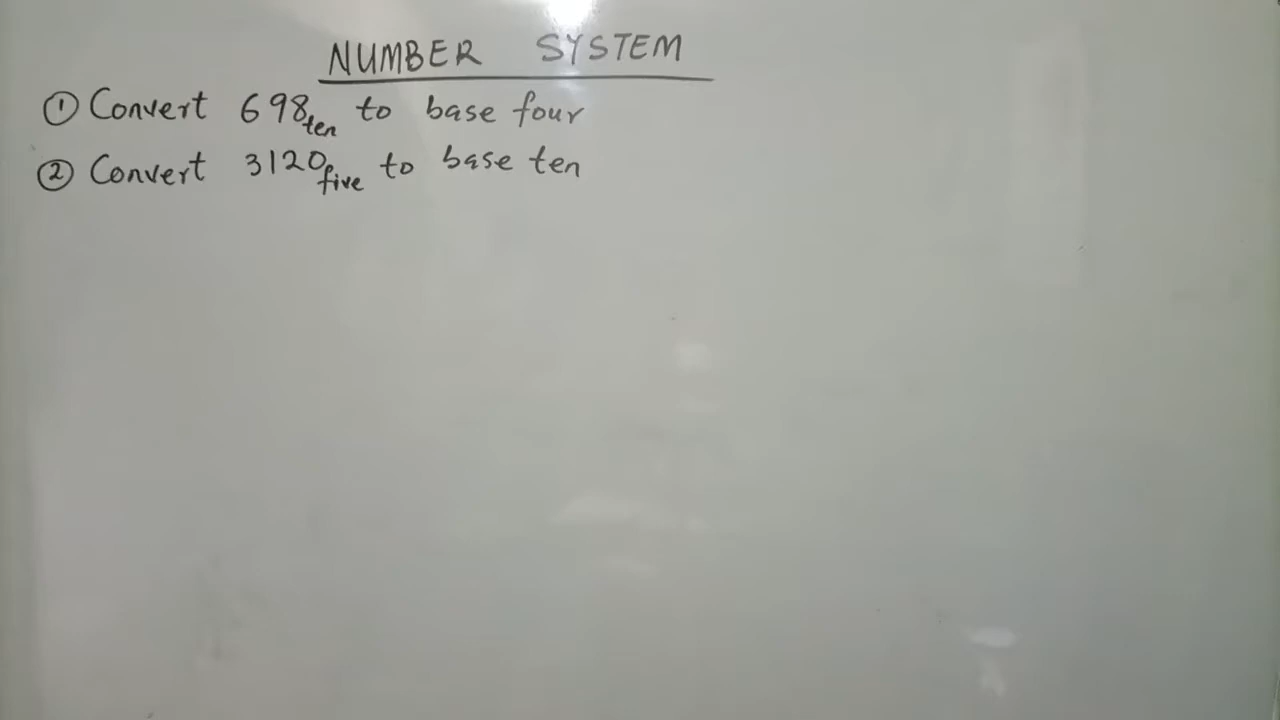 NUMBER SYSTEM
① Convert 698ten to base four
② Convert 3120five to base ten